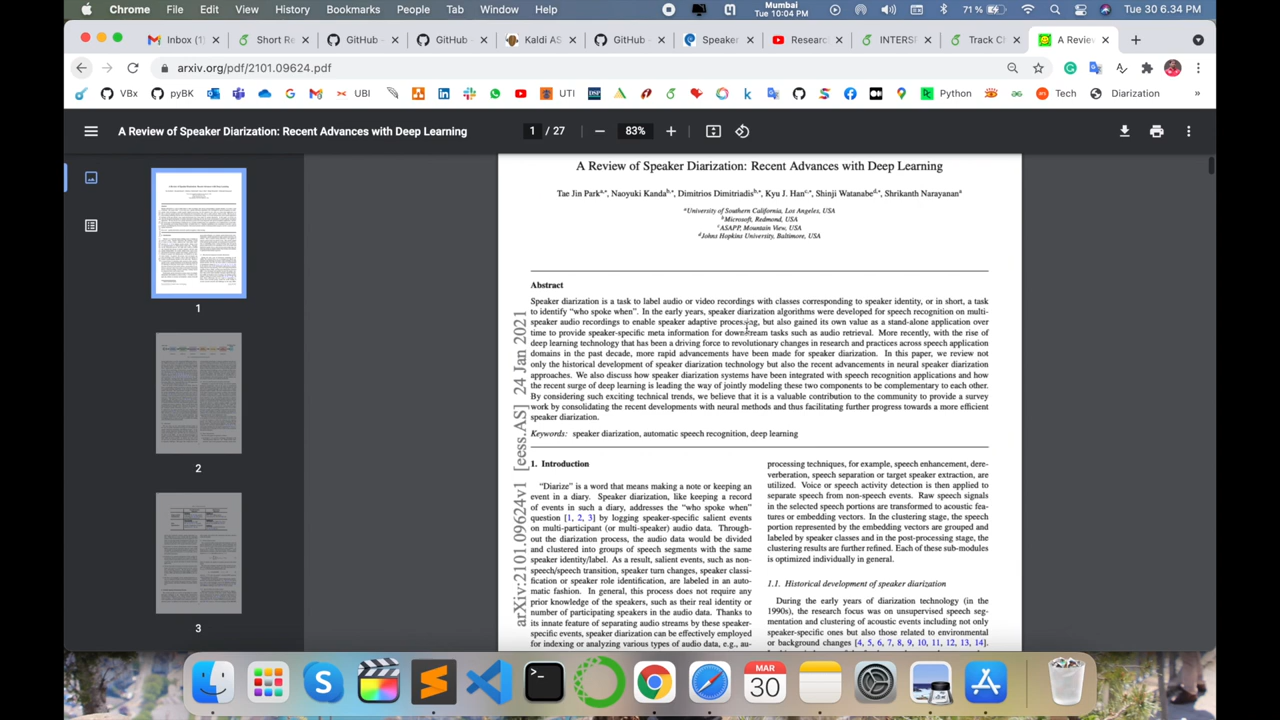 Chrome File Edit View History Bookmarks People Tab Window Help
Mumbai
Tue 10:04 PM
71%
Tue 30 6.34 PM
Inbox (1)
Short Re
GitHub -
GitHub -
Kaldi AS
GitHub -
Speaker
Researc
INTERSP
Track Cl
A Review
arxiv.org/pdf/2101.09624.pdf
VBx
pyBK
UBI
UTI
Python
Tech
Diarization
»
A Review of Speaker Diarization: Recent Advances with Deep Learning
1 / 27
83%
1
2
3
A Review of Speaker Diarization: Recent Advances with Deep Learning
Tae Jin Parka,*, Naoyuki Kandab,*, Dimitrios Dimitriadisb,*, Kyu J. Hanc,*, Shinji Watanabed,*, Shrikanth Narayanana
aUniversity of Southern California, Los Angeles, USA
bMicrosoft, Redmond, USA
cASAPP, Mountain View, USA
dJohns Hopkins University, Baltimore, USA
Abstract
Speaker diarization is a task to label audio or video recordings with classes corresponding to speaker identity, or in short, a task
to identify “who spoke when”. In the early years, speaker diarization algorithms were developed for speech recognition on multi-
speaker audio recordings to enable speaker adaptive processing, but also gained its own value as a stand-alone application over
time to provide speaker-specific meta information for downstream tasks such as audio retrieval. More recently, with the rise of
deep learning technology that has been a driving force to revolutionary changes in research and practices across speech application
domains in the past decade, more rapid advancements have been made for speaker diarization. In this paper, we review not
only the historical development of speaker diarization technology but also the recent advancements in neural speaker diarization
approaches. We also discuss how speaker diarization systems have been integrated with speech recognition applications and how
the recent surge of deep learning is leading the way of jointly modeling these two components to be complementary to each other.
By considering such exciting technical trends, we believe that it is a valuable contribution to the community to provide a survey
work by consolidating the recent developments with neural methods and thus facilitating further progress towards a more efficient
speaker diarization.
Keywords: speaker diarization, automatic speech recognition, deep learning
arXiv:2101.09624v1 [eess.AS] 24 Jan 2021
1. Introduction
“Diarize” is a word that means making a note or keeping an
event in a diary. Speaker diarization, like keeping a record
of events in such a diary, addresses the “who spoke when”
question [1, 2, 3] by logging speaker-specific salient events
on multi-participant (or multi-speaker) audio data. Through-
out the diarization process, the audio data would be divided
and clustered into groups of speech segments with the same
speaker identity/label. As a result, salient events, such as non-
speech/speech transition, speaker turn changes, speaker classi-
fication or speaker role identification, are labeled in an auto-
matic fashion. In general, this process does not require any
prior knowledge of the speakers, such as their real identity or
number of participating speakers in the audio data. Thanks to
its innate feature of separating audio streams by these speaker-
specific events, speaker diarization can be effectively employed
for indexing or analyzing various types of audio data, e.g., au-
processing techniques, for example, speech enhancement, dere-
verberation, speech separation or target speaker extraction, are
utilized. Voice or speech activity detection is then applied to
separate speech from non-speech events. Raw speech signals
in the selected speech portions are transformed to acoustic fea-
tures or embedding vectors. In the clustering stage, the speech
portion represented by the embedding vectors are grouped and
labeled by speaker classes and in the post-processing stage, the
clustering results are further refined. Each of these sub-modules
is optimized individually in general.
1.1. Historical development of speaker diarization
During the early years of diarization technology (in the
1990s), the research focus was on unsupervised speech seg-
mentation and clustering of acoustic events including not only
speaker-specific ones but also those related to environmental
or background changes [4, 5, 6, 7, 8, 9, 10, 11, 12, 13, 14].
MAR
30